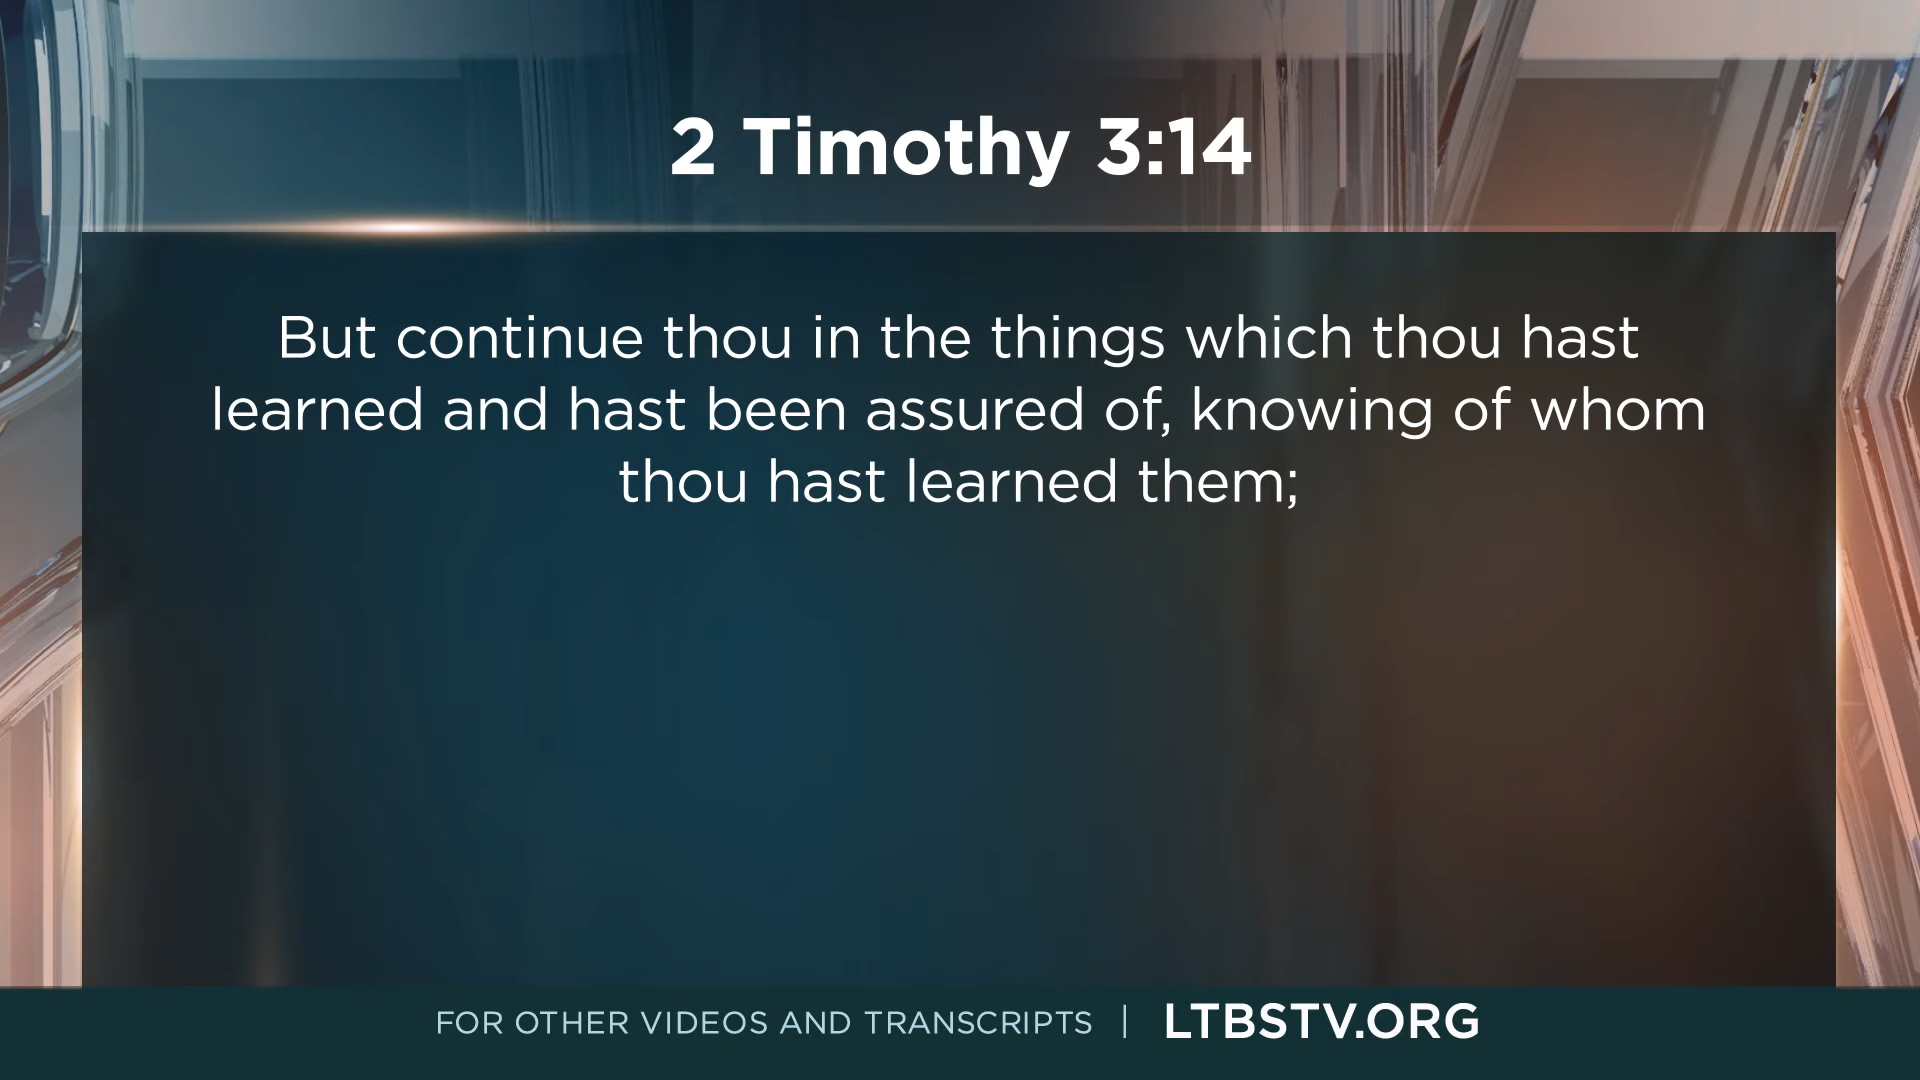 2 Timothy 3:14
But continue thou in the things which thou hast
learned and hast been assured of, knowing of whom
thou hast learned them;
FOR OTHER VIDEOS AND TRANSCRIPTS | LTBSTV.ORG